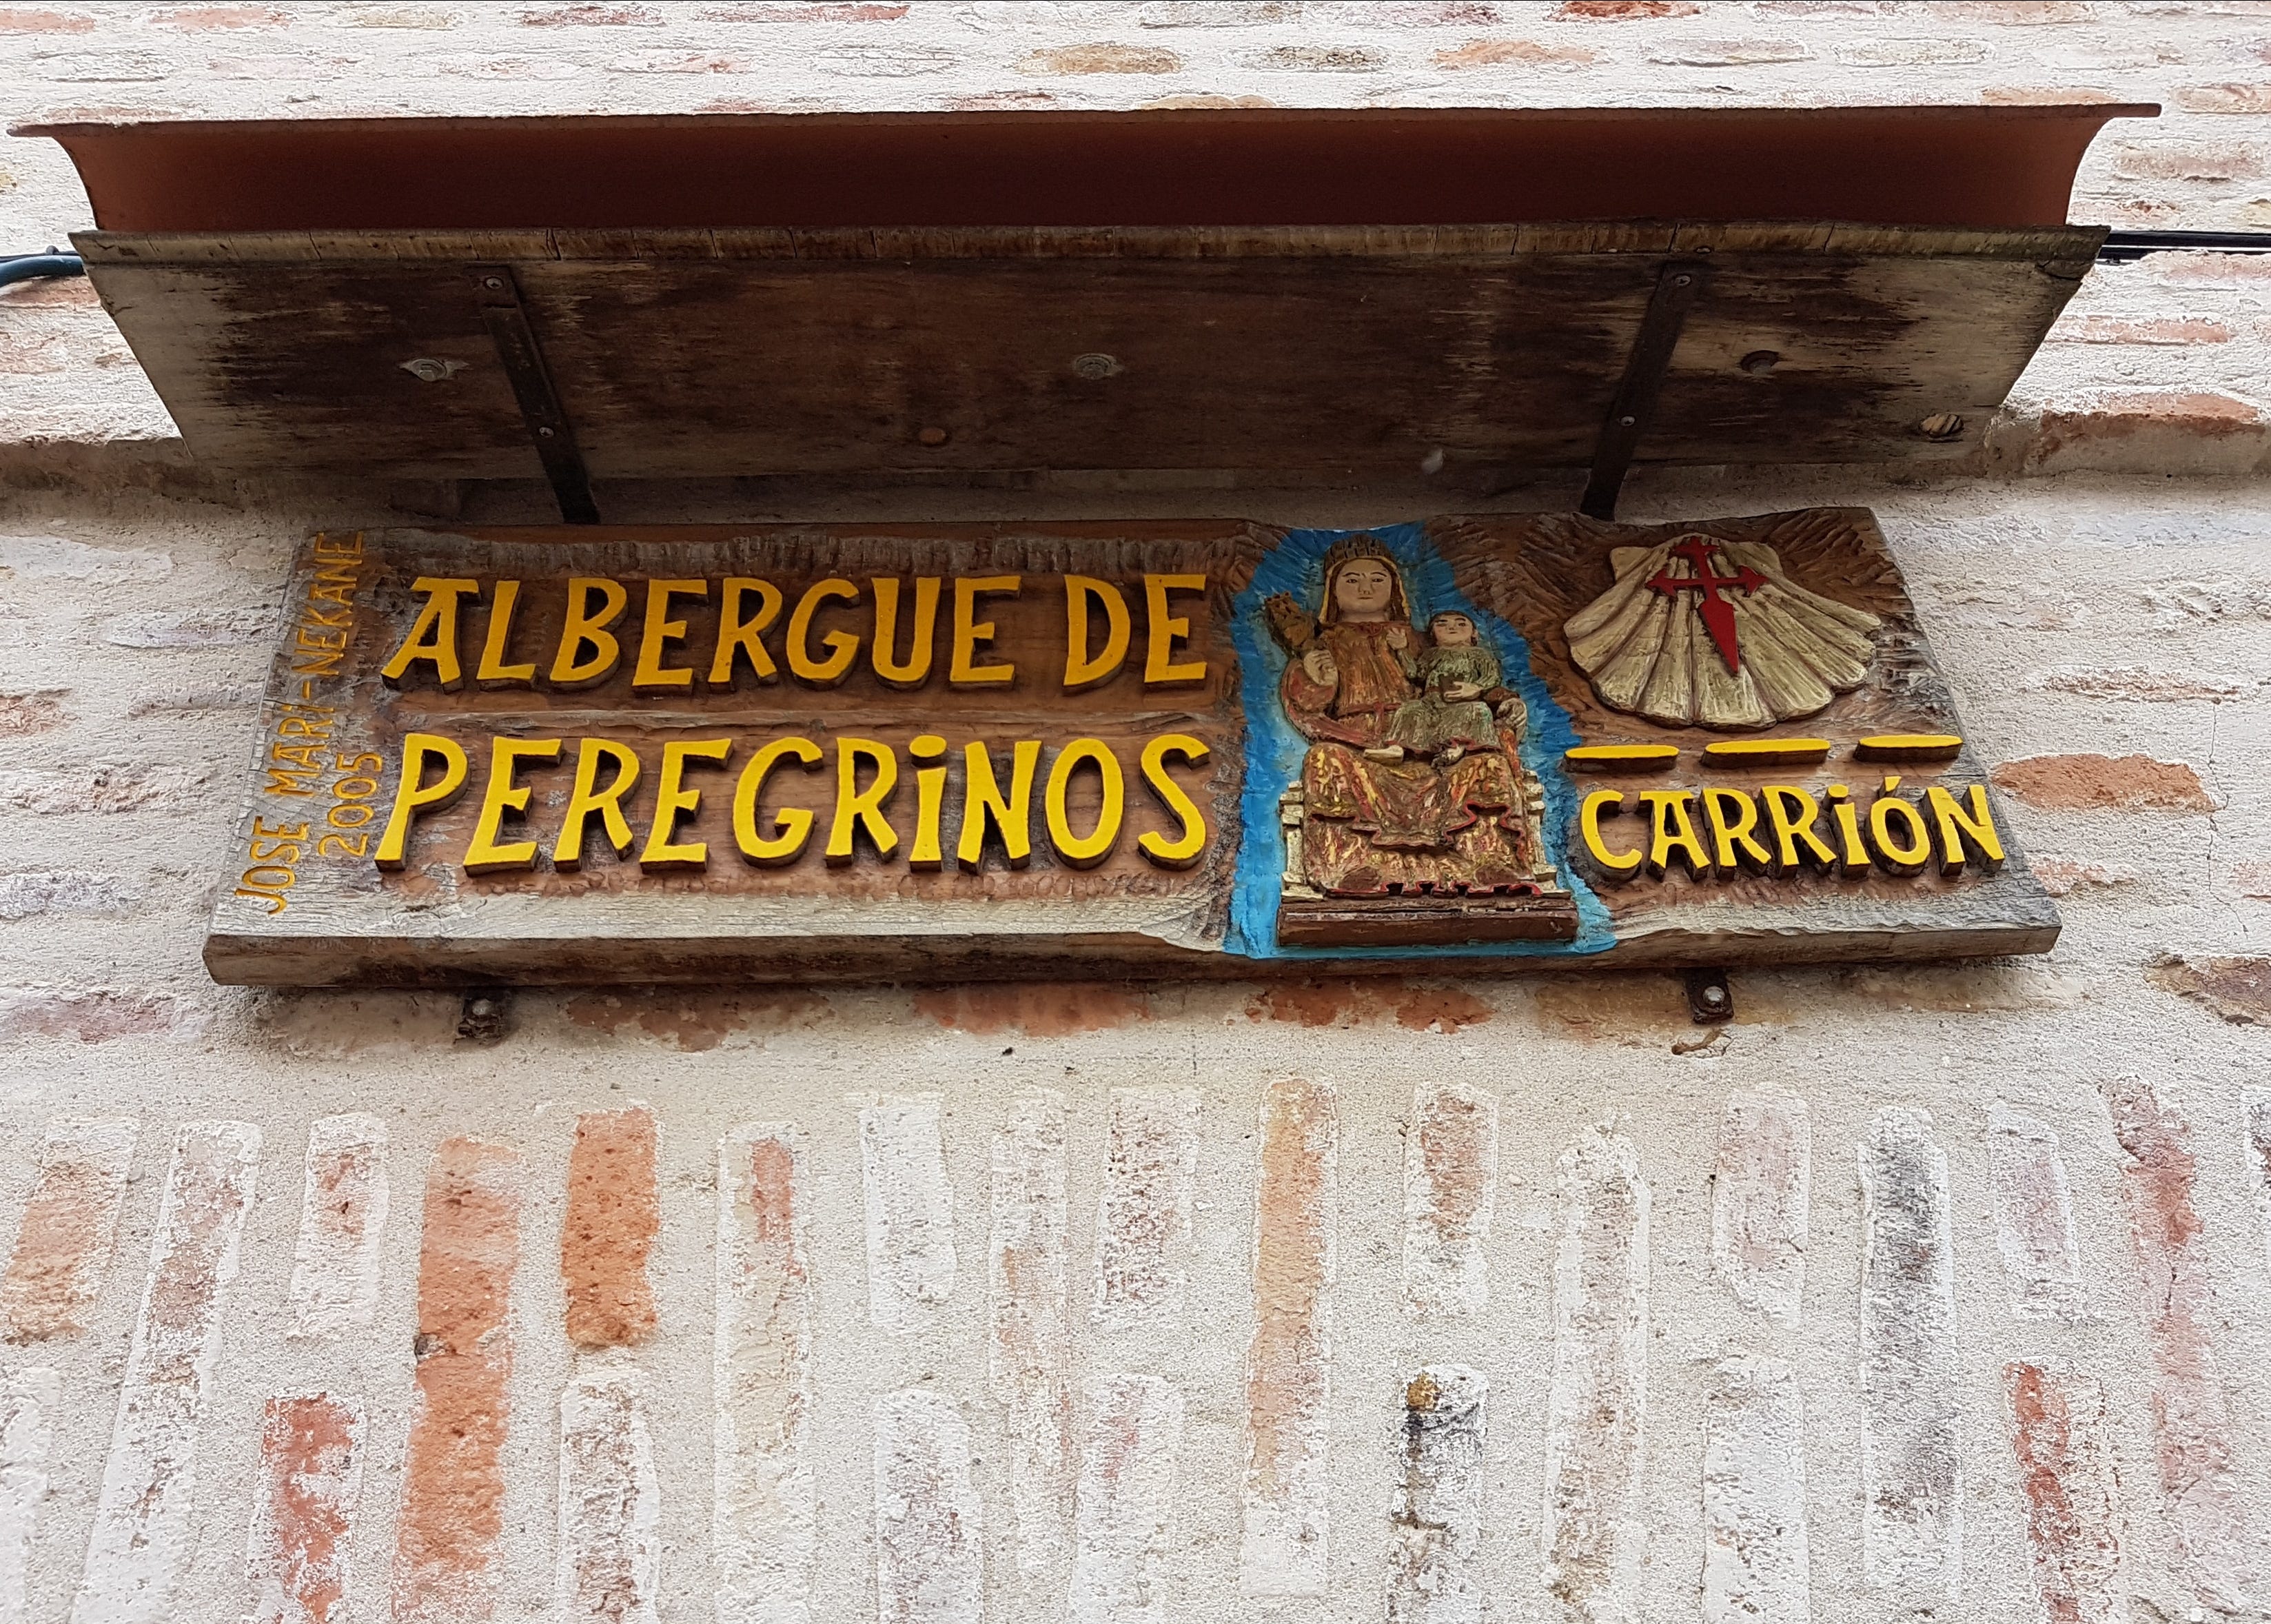 JOSE MARI-NEKANE
2005
ALBERGUE DE
PEREGRINOS
CARRIÓN